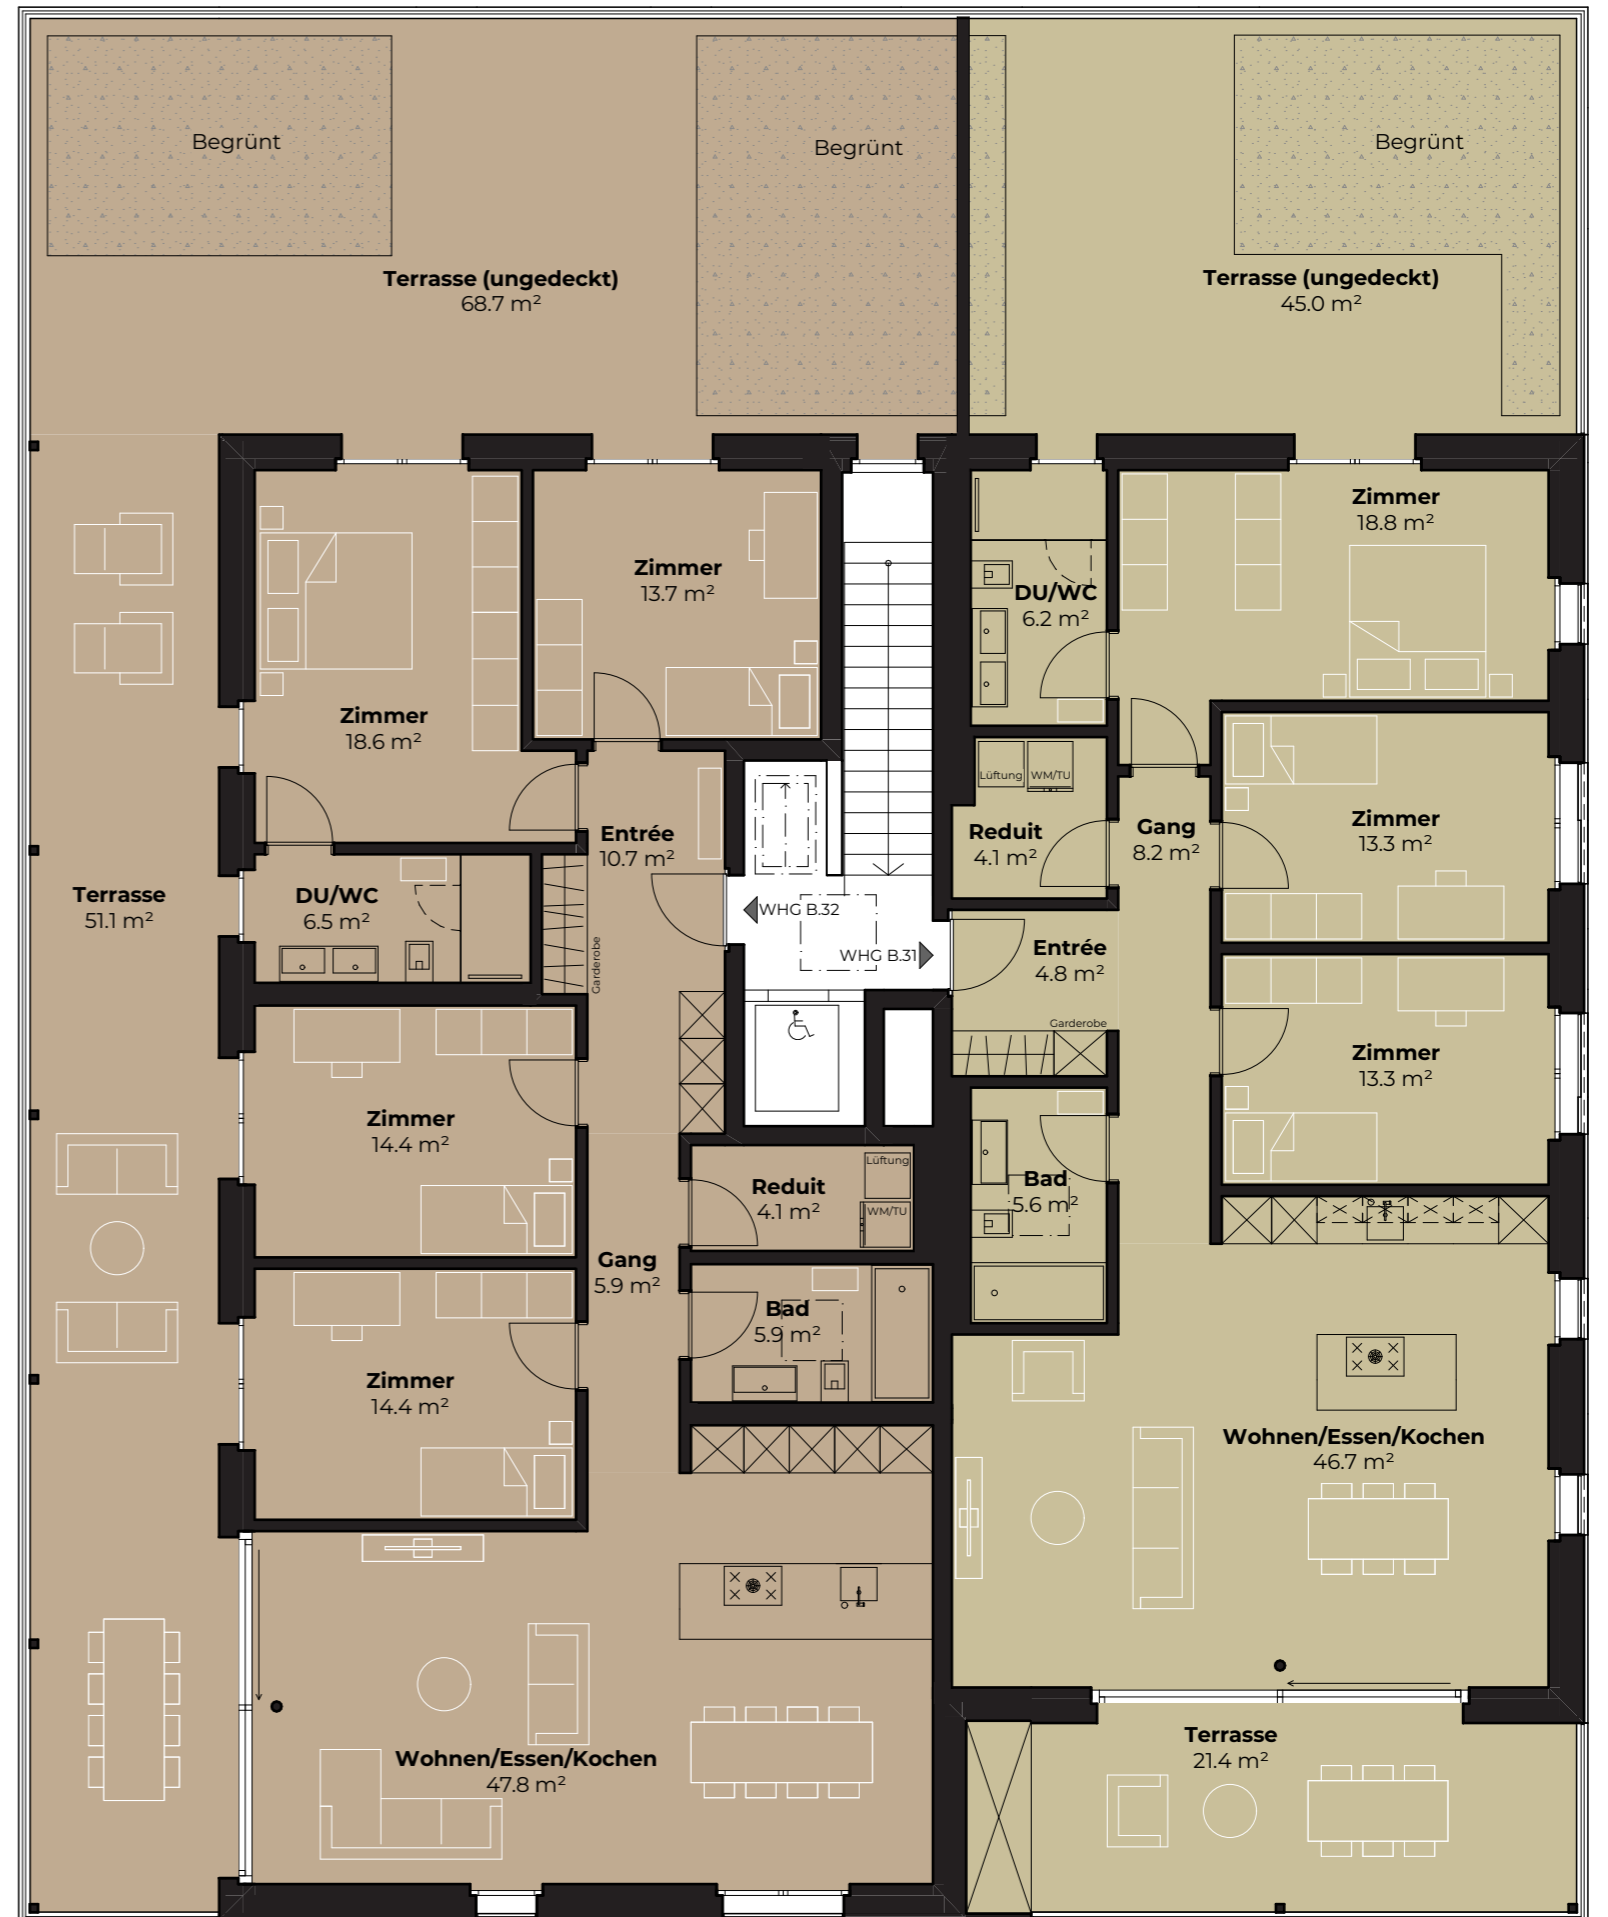 Begrünt
Begrünt
Begrünt
Terrasse (ungedeckt)
68.7 m²
Terrasse (ungedeckt)
45.0 m²
Zimmer
18.8 m²
Zimmer
13.7 m²
DU/WC
6.2 m²
Zimmer
18.6 m²
Lüftung
WM/TU
Reduit
4.1 m²
Gang
8.2 m²
Zimmer
13.3 m²
Entrée
10.7 m²
Terrasse
51.1 m²
DU/WC
6.5 m²
Garderobe
WHG B.32
WHG B.31
Entrée
4.8 m²
Garderobe
Zimmer
13.3 m²
Zimmer
14.4 m²
Lüftung
WM/TU
Reduit
4.1 m²
Bad
5.6 m²
Gang
5.9 m²
Bad
5.9 m²
Zimmer
14.4 m²
Wohnen/Essen/Kochen
46.7 m²
Wohnen/Essen/Kochen
47.8 m²
Terrasse
21.4 m²